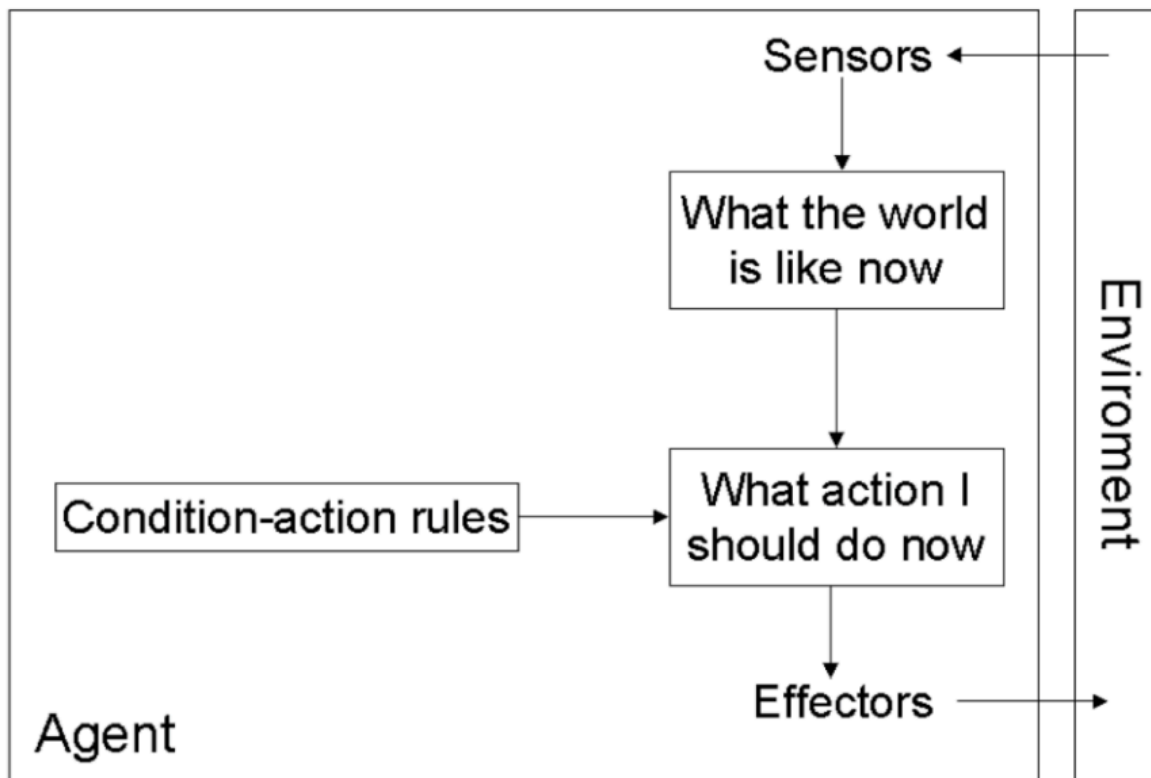 Sensors
What the world
is like now
Condition-action rules
What action I
should do now
Effectors
Agent
Enviroment